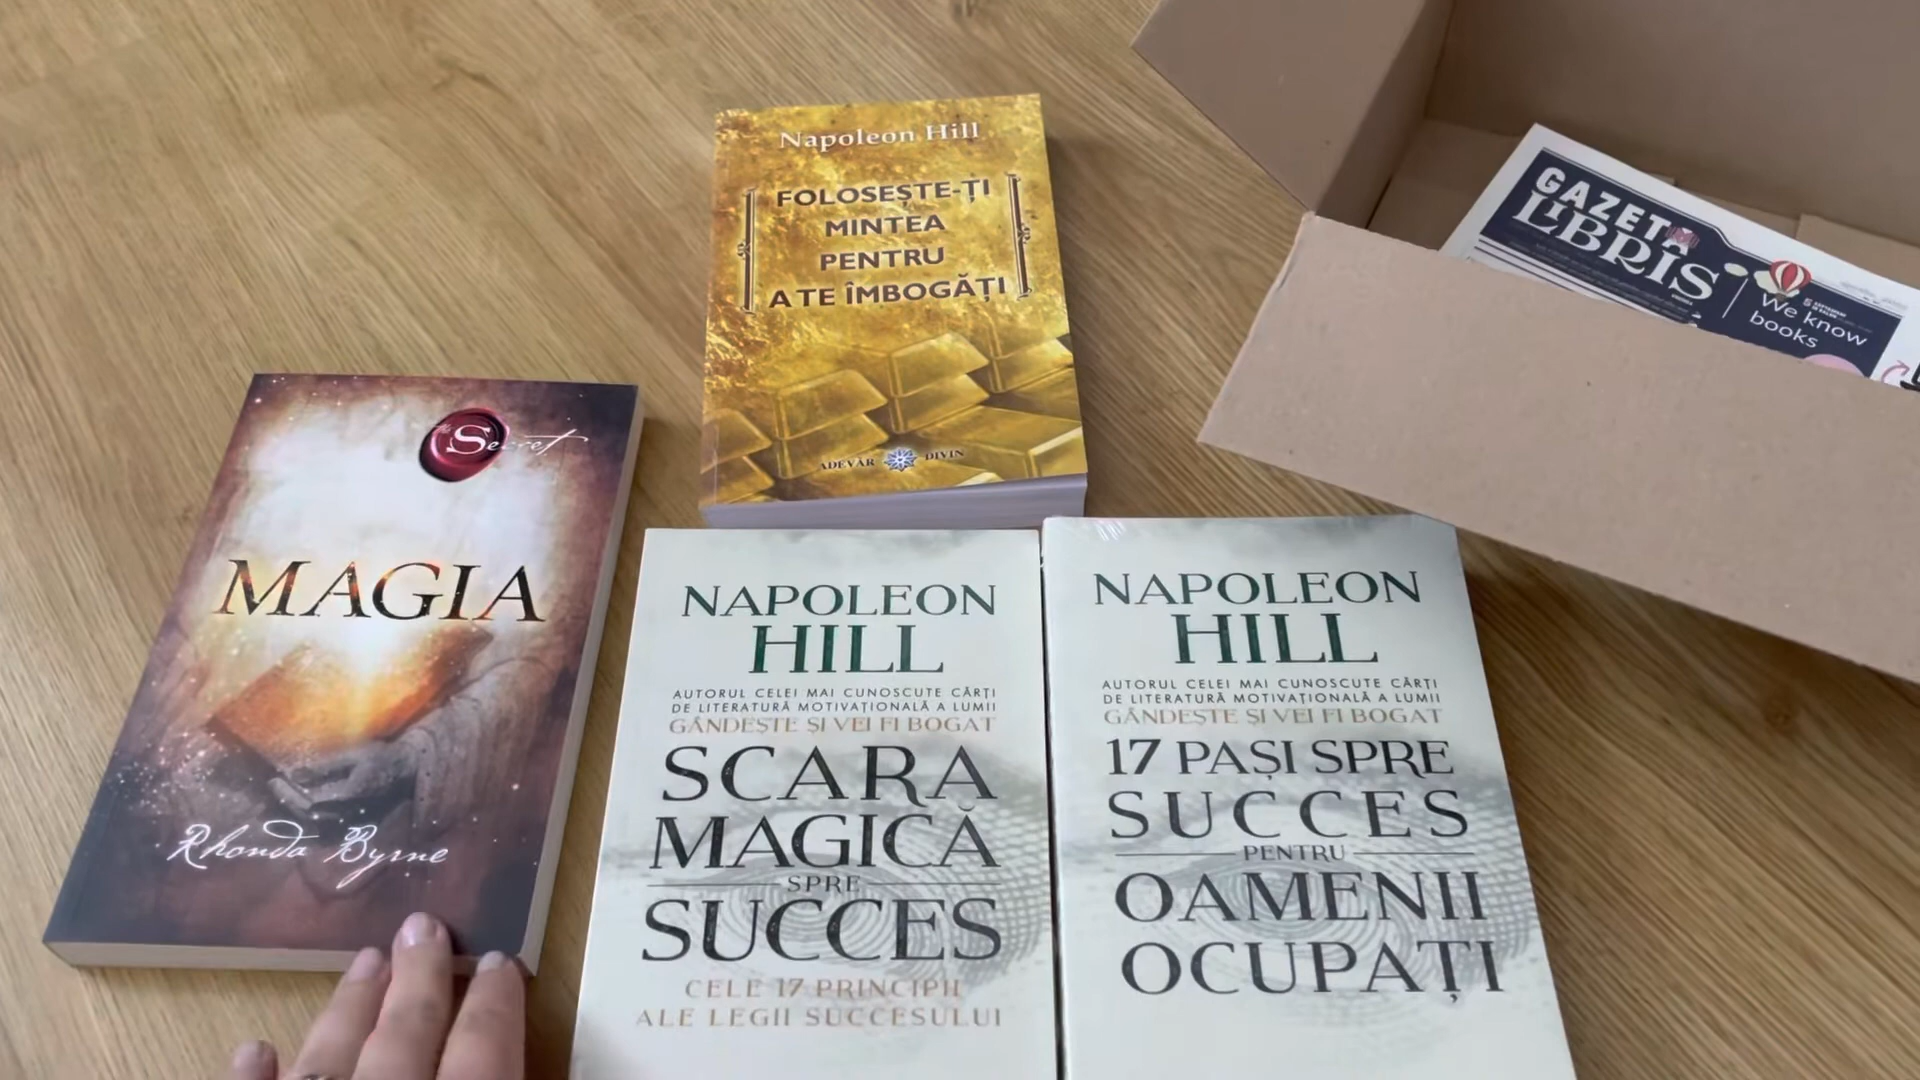 Napoleon Hill
FOLOSEȘTE-ȚI
MINTEA
PENTRU
A TE ÎMBOGĂȚI
ADEVĂR DIVIN
The Secret
MAGIA
Rhonda Byrne
NAPOLEON
HILL
AUTORUL CELEI MAI CUNOSCUTE CĂRȚI
DE LITERATURĂ MOTIVAȚIONALĂ A LUMII
GÂNDEȘTE ȘI VEI FI BOGAT
SCARA
MAGICĂ
SPRE
SUCCES
CELE 17 PRINCIPII
ALE LEGII SUCCESULUI
NAPOLEON
HILL
AUTORUL CELEI MAI CUNOSCUTE CĂRȚI
DE LITERATURĂ MOTIVAȚIONALĂ A LUMII
GÂNDEȘTE ȘI VEI FI BOGAT
17 PAȘI SPRE
SUCCES
PENTRU
OAMENII
OCUPAȚI
GAZETA
LIBRIS
We know
books